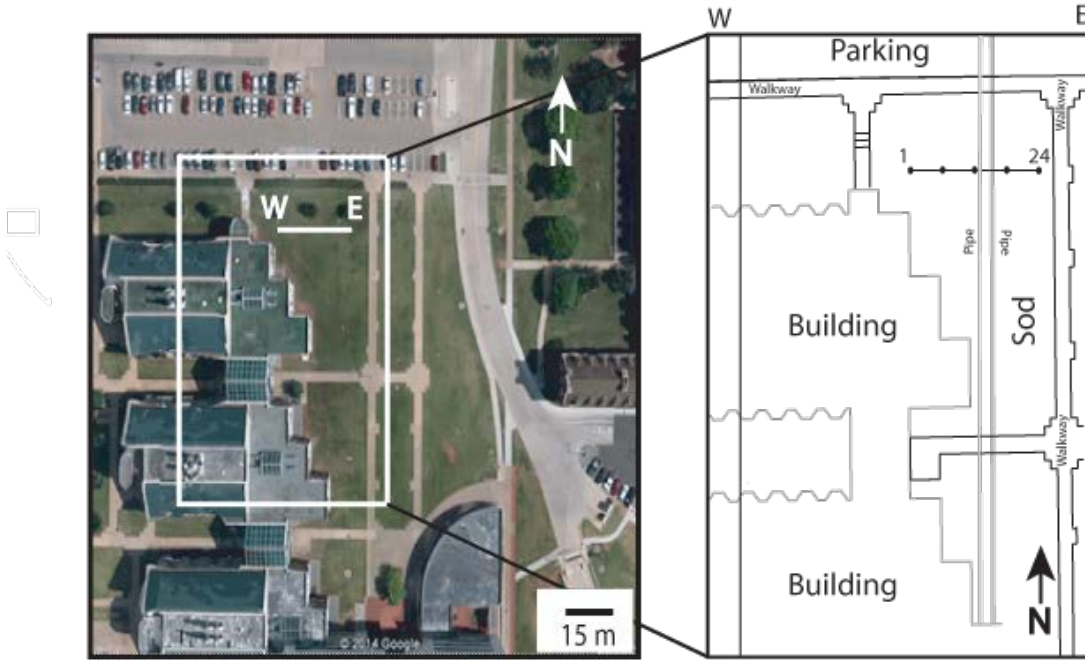 W
E
N
© 2014 Google
15 m
W
E
Parking
Walkway
Walkway
1
24
Pipe
Pipe
Building
Sod
Walkway
Building
N